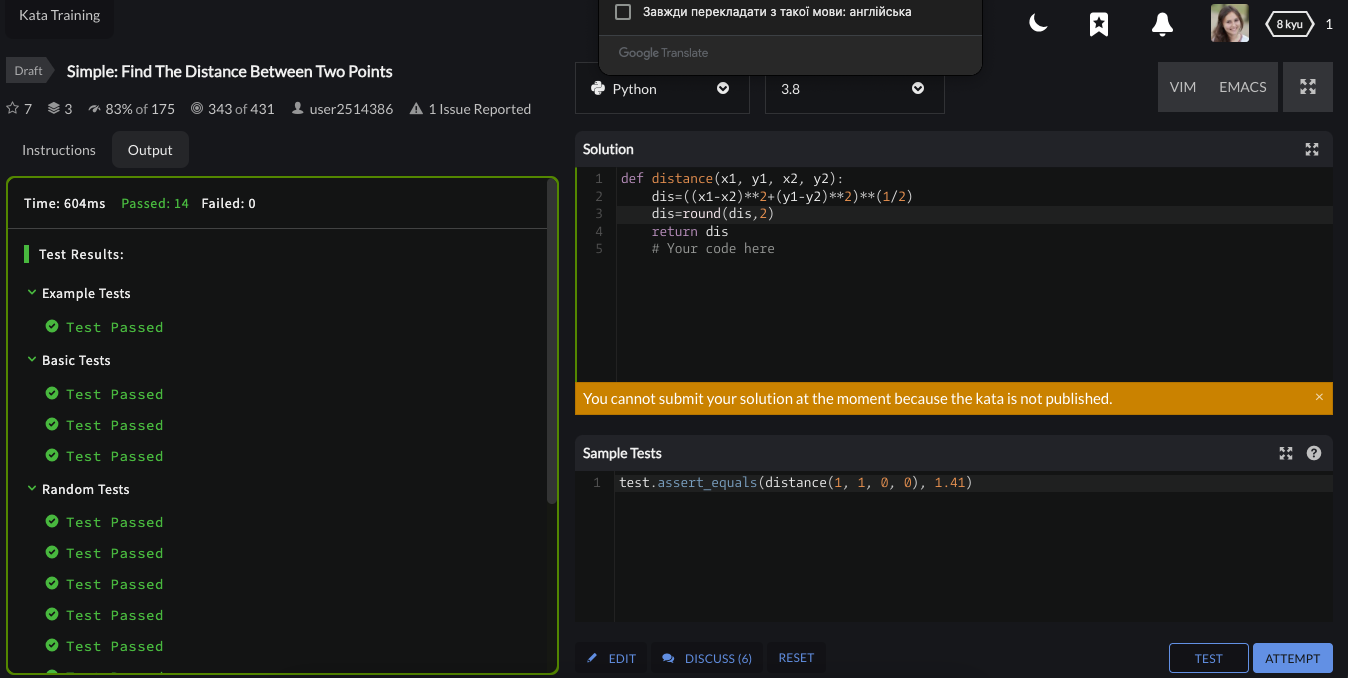 Kata Training
Завжди перекладати з такої мови: англійська
Google Translate
8 kyu
1
Draft
Simple: Find The Distance Between Two Points
7
3
83% of 175
343 of 431
user2514386
1 Issue Reported
Python
3.8
VIM
EMACS
Instructions
Output
Time: 604ms Passed: 14 Failed: 0
Test Results:
Example Tests
Test Passed
Basic Tests
Test Passed
Test Passed
Test Passed
Random Tests
Test Passed
Test Passed
Test Passed
Test Passed
Test Passed
Solution
1 def distance(x1, y1, x2, y2):
2 dis=((x1-x2)**2+(y1-y2)**2)**(1/2)
3 dis=round(dis,2)
4 return dis
5 # Your code here
You cannot submit your solution at the moment because the kata is not published.
×
Sample Tests
?
1 test.assert_equals(distance(1, 1, 0, 0), 1.41)
EDIT
DISCUSS (6)
RESET
TEST
ATTEMPT